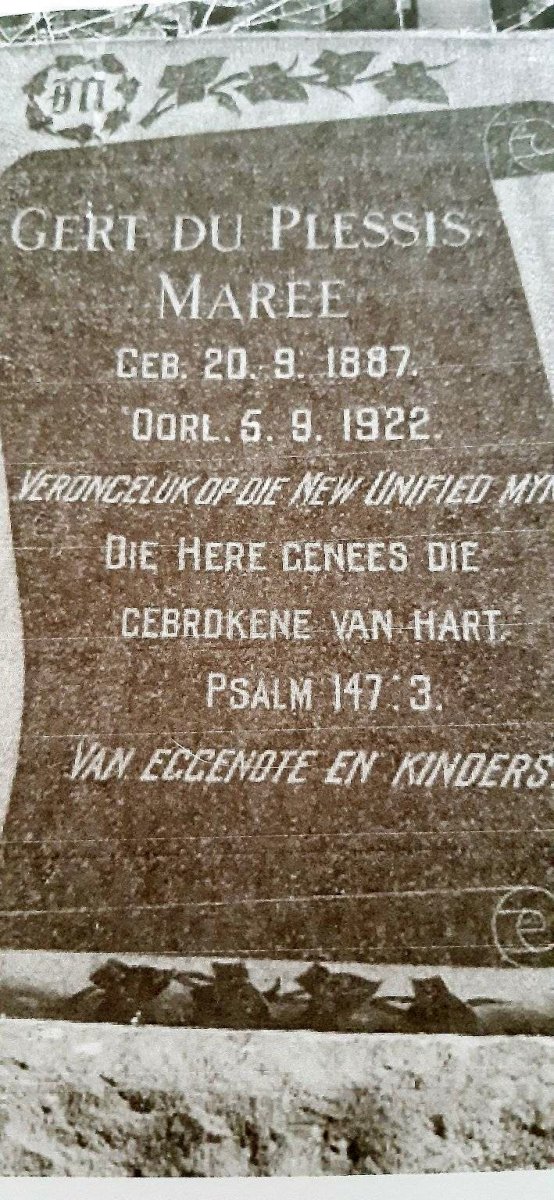 M
GERT DU PLESSIS
MAREE
GEB. 20. 9. 1887.
OORL. 5. 9. 1922.
VERONGELUK OP DIE NEW UNIFIED MYN
DIE HERE GENEES DIE
GEBROKENE VAN HART.
PSALM 147:3.
VAN EGGENOTE EN KINDERS